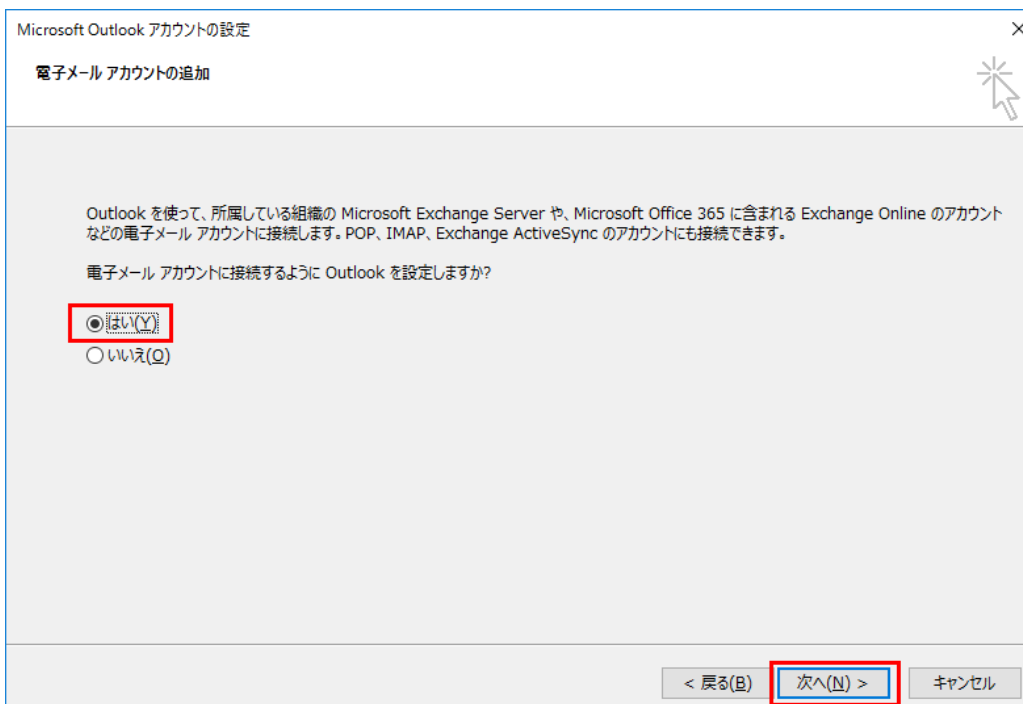 Microsoft Outlook アカウントの設定
電子メール アカウントの追加
Outlook を使って、所属している組織の Microsoft Exchange Server や、Microsoft Office 365 に含まれる Exchange Online のアカウント
などの電子メール アカウントに接続します。POP、IMAP、Exchange ActiveSync のアカウントにも接続できます。
電子メール アカウントに接続するように Outlook を設定しますか?
はい(Y)
いいえ(O)
< 戻る(B) 次へ(N) > キャンセル